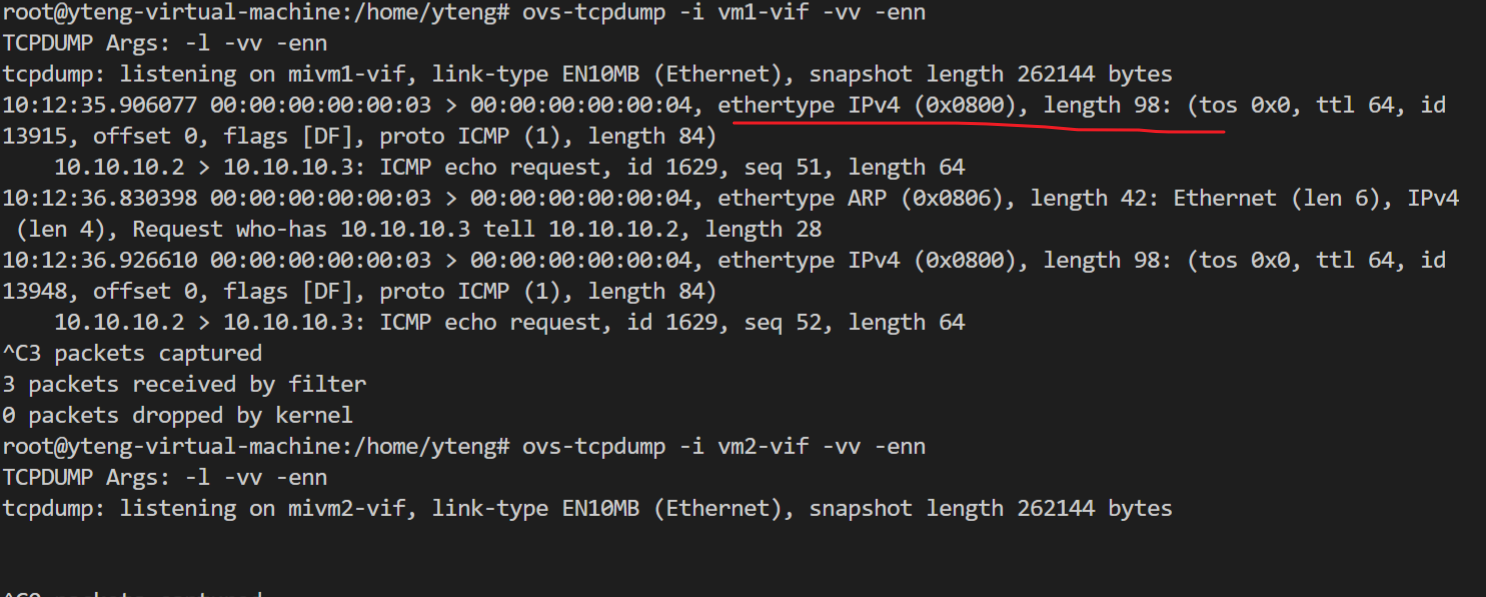 root@yteng-virtual-machine:/home/yteng# ovs-tcpdump -i vm1-vif -vv -enn
TCPDUMP Args: -l -vv -enn
tcpdump: listening on mivm1-vif, link-type EN10MB (Ethernet), snapshot length 262144 bytes
10:12:35.906077 00:00:00:00:00:03 > 00:00:00:00:00:04, ethertype IPv4 (0x0800), length 98: (tos 0x0, ttl 64, id
13915, offset 0, flags [DF], proto ICMP (1), length 84)
    10.10.10.2 > 10.10.10.3: ICMP echo request, id 1629, seq 51, length 64
10:12:36.830398 00:00:00:00:00:03 > 00:00:00:00:00:04, ethertype ARP (0x0806), length 42: Ethernet (len 6), IPv4
 (len 4), Request who-has 10.10.10.3 tell 10.10.10.2, length 28
10:12:36.926610 00:00:00:00:00:03 > 00:00:00:00:00:04, ethertype IPv4 (0x0800), length 98: (tos 0x0, ttl 64, id
13948, offset 0, flags [DF], proto ICMP (1), length 84)
    10.10.10.2 > 10.10.10.3: ICMP echo request, id 1629, seq 52, length 64
^C3 packets captured
3 packets received by filter
0 packets dropped by kernel
root@yteng-virtual-machine:/home/yteng# ovs-tcpdump -i vm2-vif -vv -enn
TCPDUMP Args: -l -vv -enn
tcpdump: listening on mivm2-vif, link-type EN10MB (Ethernet), snapshot length 262144 bytes